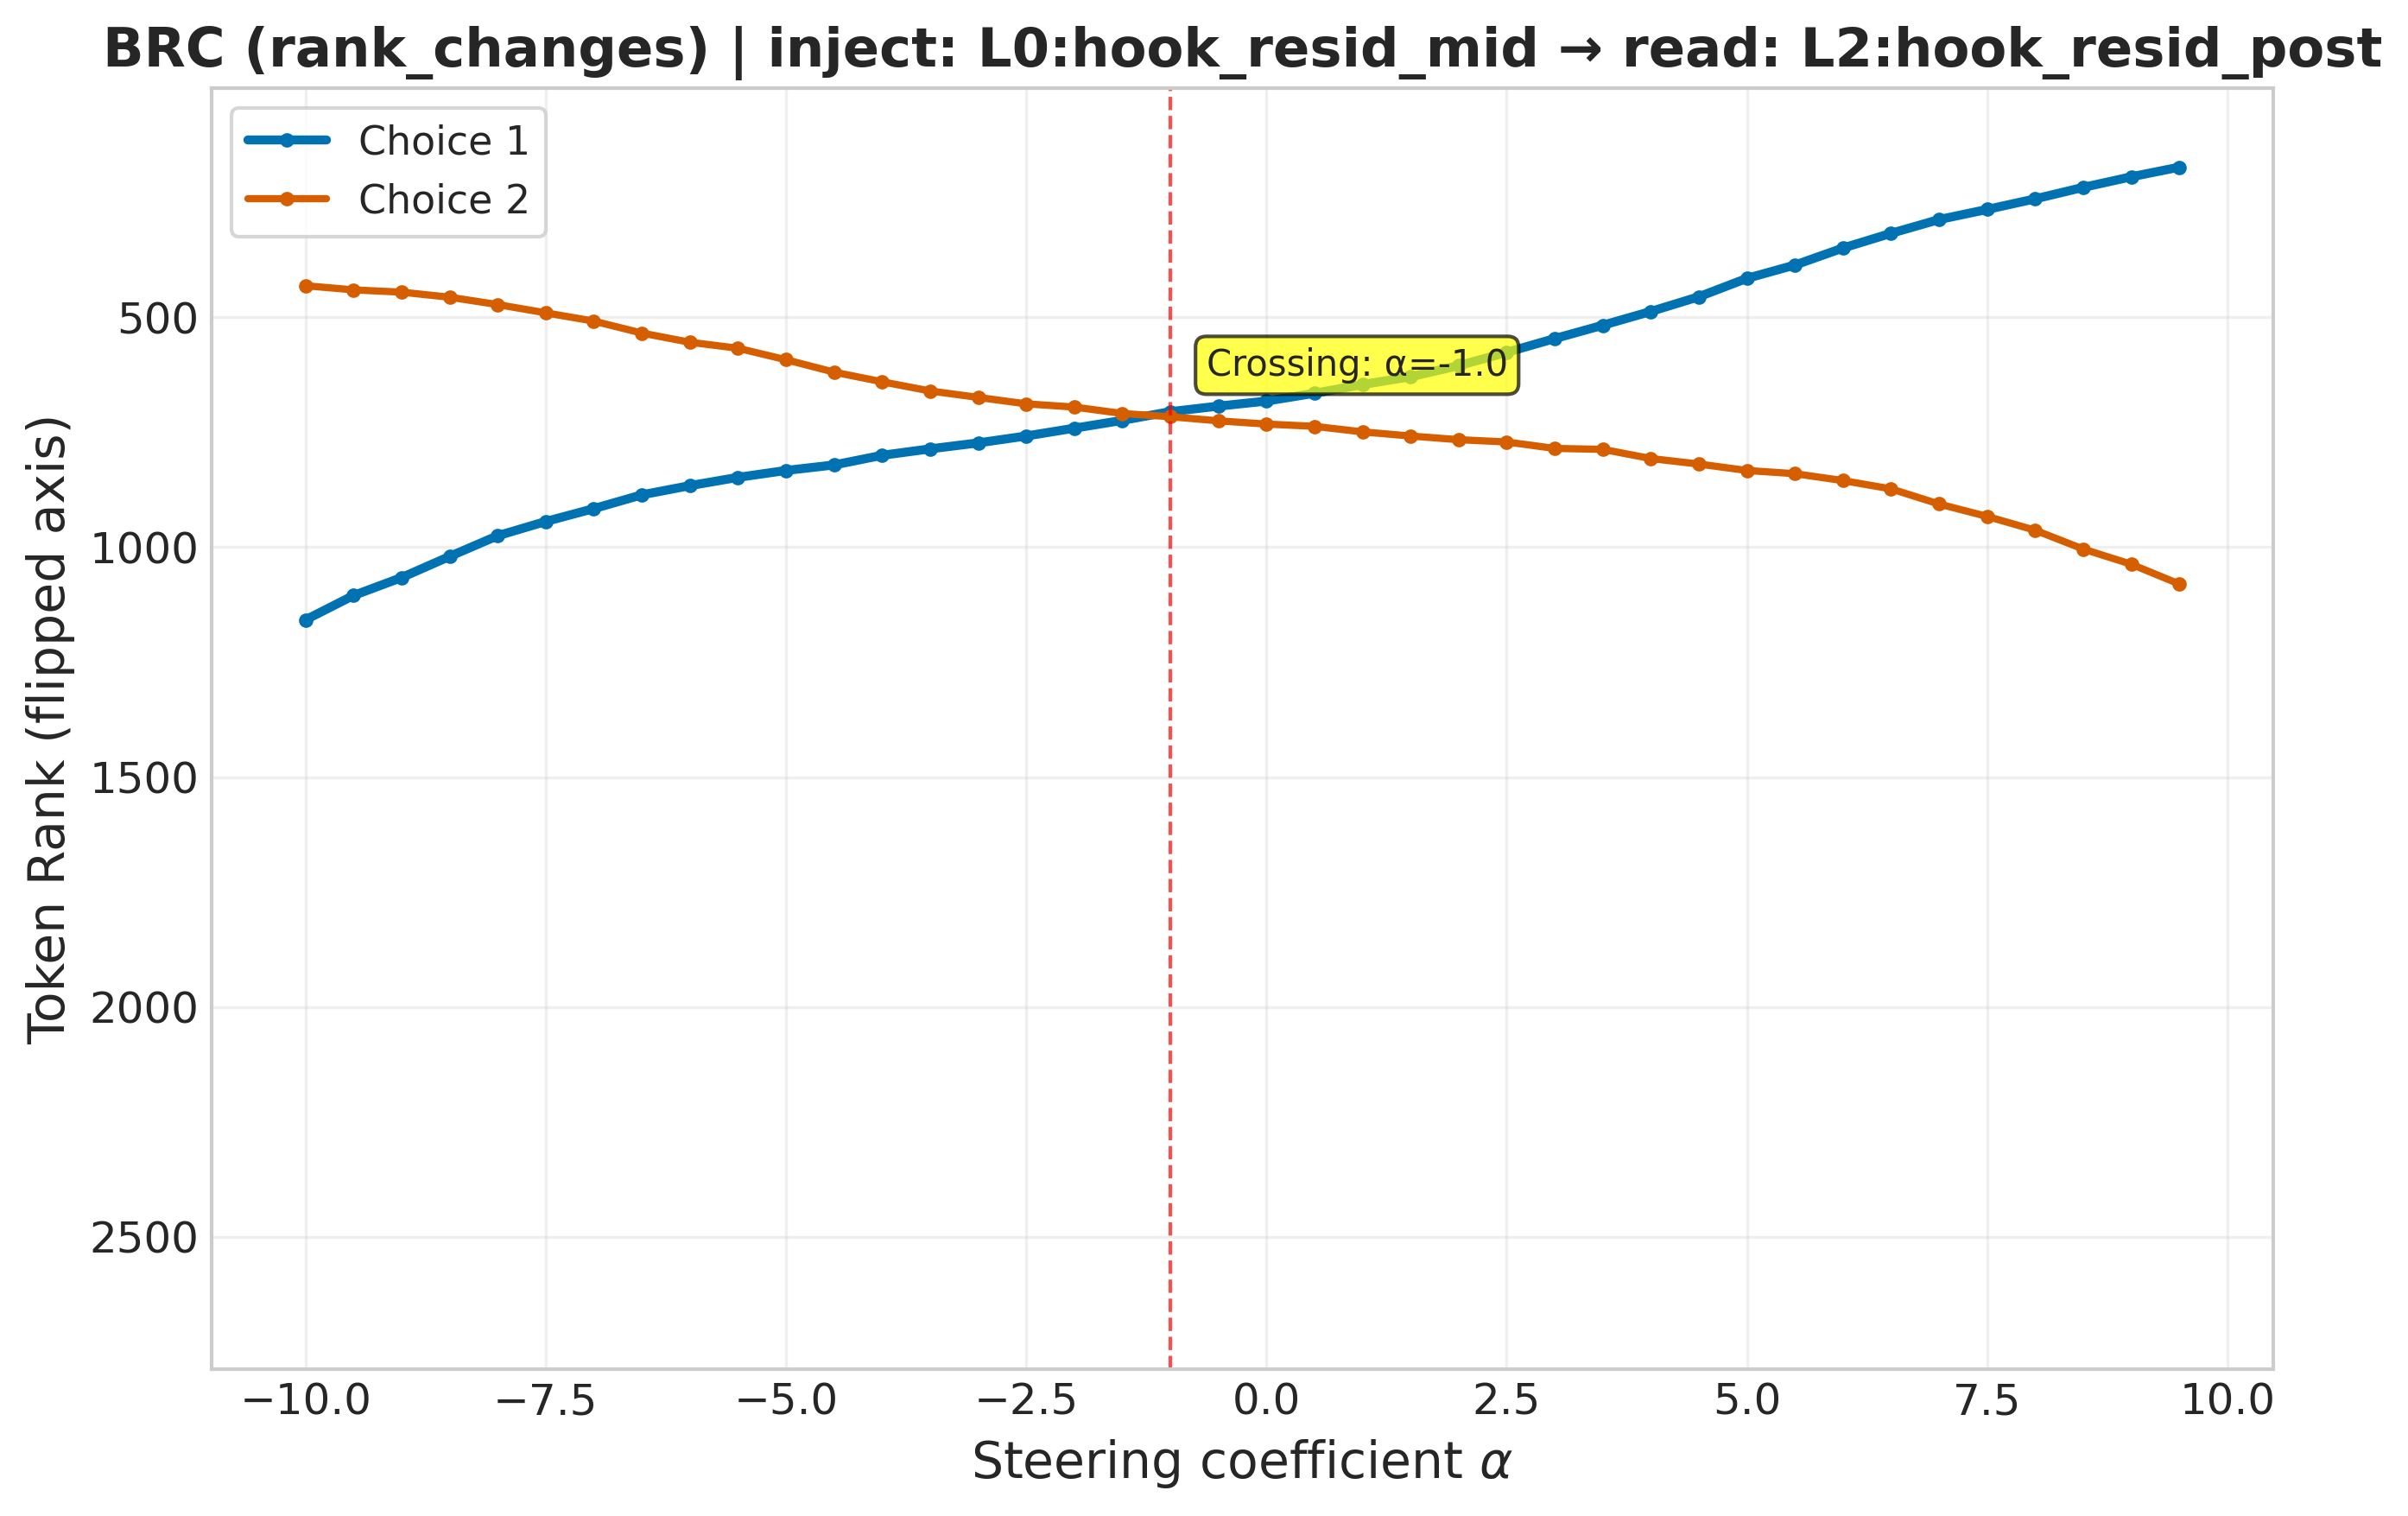 BRC (rank_changes) | inject: L0:hook_resid_mid → read: L2:hook_resid_post
Choice 1
Choice 2
Crossing: α=-1.0
Token Rank (flipped axis)
500
1000
1500
2000
2500
−10.0 −7.5 −5.0 −2.5 0.0 2.5 5.0 7.5 10.0
Steering coefficient α